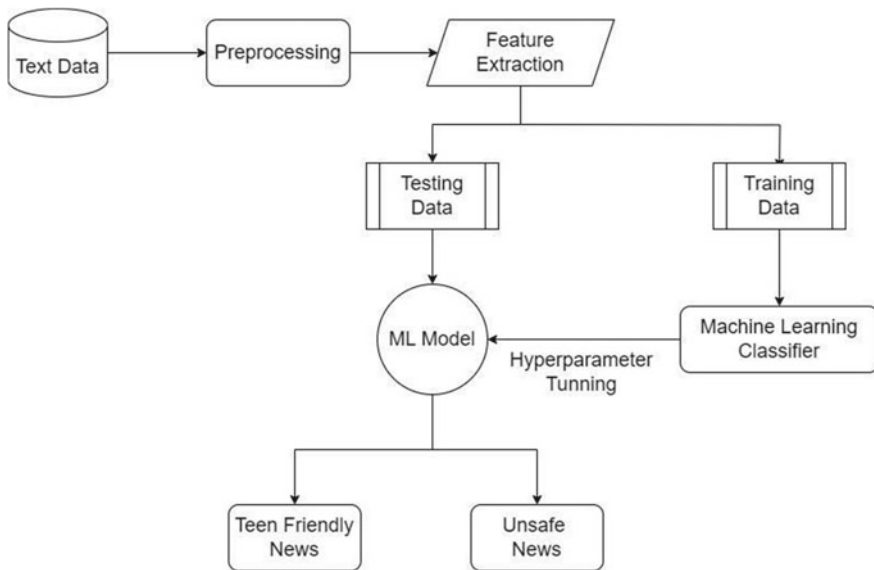 Text Data
Preprocessing
Feature
Extraction
Testing
Data
Training
Data
ML Model
Hyperparameter
Tunning
Machine Learning
Classifier
Teen Friendly
News
Unsafe
News